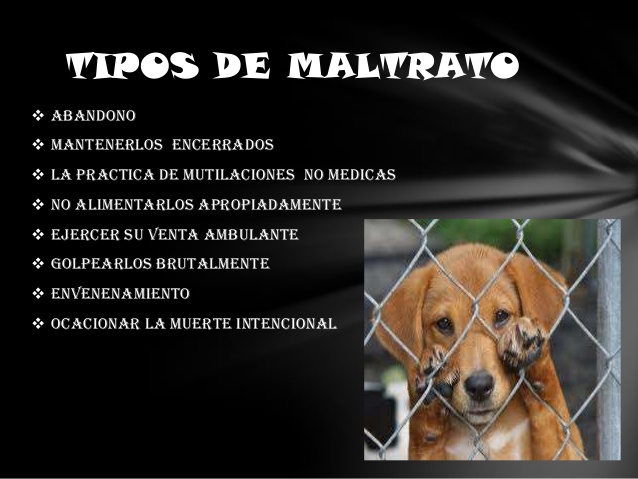 TIPOS DE MALTRATO
❖ ABANDONO
❖ MANTENERLOS ENCERRADOS
❖ LA PRACTICA DE MUTILACIONES NO MEDICAS
❖ NO ALIMENTARLOS APROPIADAMENTE
❖ EJERCER SU VENTA AMBULANTE
❖ GOLPEARLOS BRUTALMENTE
❖ ENVENENAMIENTO
❖ OCACIONAR LA MUERTE INTENCIONAL